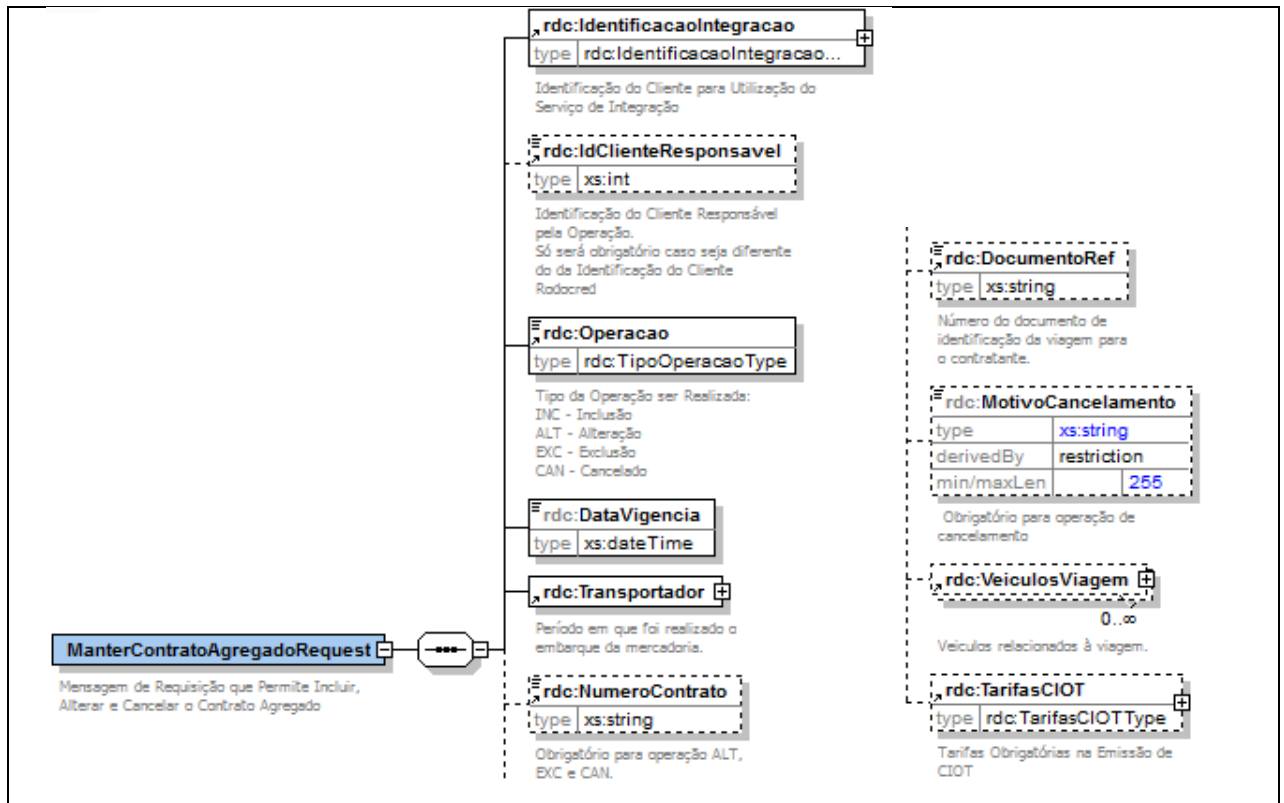 rdc:IdentificacaoIntegracao
type rdc:IdentificacaoIntegracao...
Identificação do Cliente para Utilização do
Serviço de Integração
rdc:IdClienteResponsavel
type xs:int
Identificação do Cliente Responsável
pela Operação.
Só será obrigatório caso seja diferente
do da Identificação do Cliente
Rodocred
rdc:Operacao
type rdc:TipoOperacaoType
Tipo da Operação ser Realizada:
INC - Inclusão
ALT - Alteração
EXC - Exclusão
CAN - Cancelado
rdc:DataVigencia
type xs:dateTime
rdc:Transportador
Período em que foi realizado o
embarque da mercadoria.
ManterContratoAgregadoRequest
Mensagem de Requisição que Permite Incluir,
Alterar e Cancelar o Contrato Agregado
rdc:NumeroContrato
type xs:string
Obrigatório para operação ALT,
EXC e CAN.
rdc:DocumentoRef
type xs:string
Número do documento de
identificação da viagem para
o contratante.
rdc:MotivoCancelamento
type xs:string
derivedBy restriction
min/maxLen 255
Obrigatório para operação de
cancelamento
rdc:VeiculosViagem
0..∞
Veiculos relacionados à viagem.
rdc:TarifasCIOT
type rdc:TarifasCIOTType
Tarifas Obrigatórias na Emissão de
CIOT